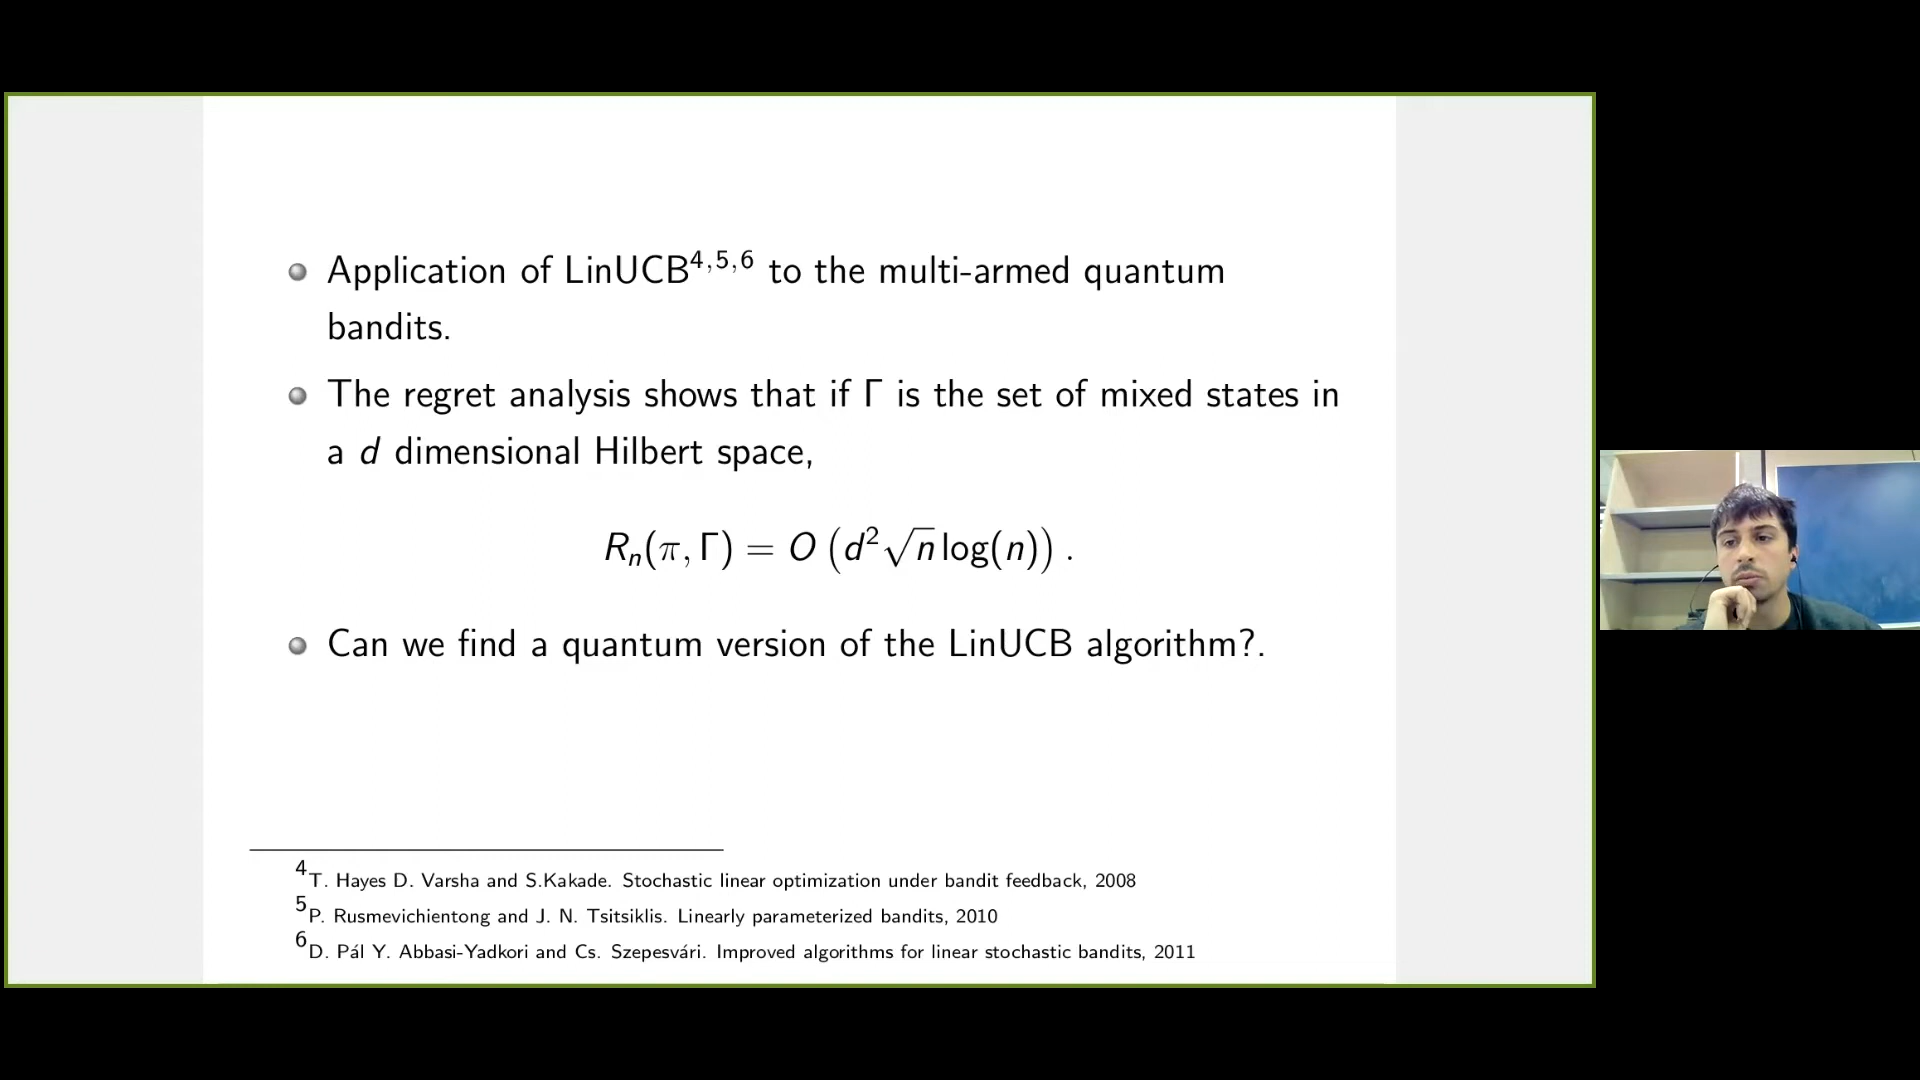 Application of LinUCB4,5,6 to the multi-armed quantum
bandits.
The regret analysis shows that if Γ is the set of mixed states in
a d dimensional Hilbert space,
Rₙ(π, Γ) = O (d²√n log(n)) .
Can we find a quantum version of the LinUCB algorithm?.
4T. Hayes D. Varsha and S.Kakade. Stochastic linear optimization under bandit feedback, 2008
5P. Rusmevichientong and J. N. Tsitsiklis. Linearly parameterized bandits, 2010
6D. Pál Y. Abbasi-Yadkori and Cs. Szepesvári. Improved algorithms for linear stochastic bandits, 2011